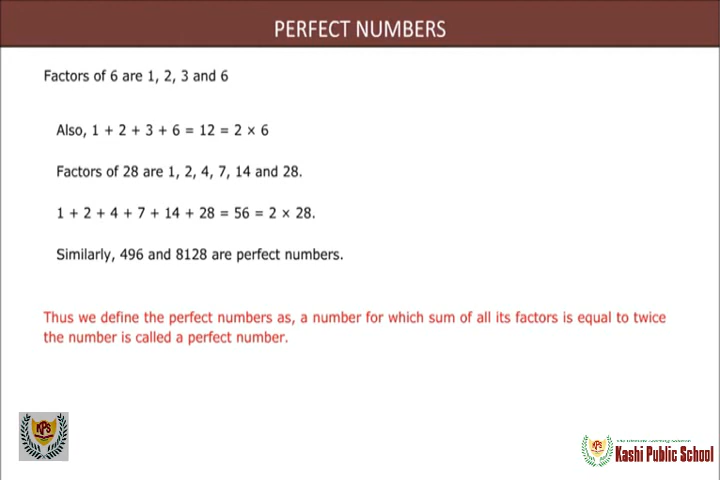 PERFECT NUMBERS
Factors of 6 are 1, 2, 3 and 6
Also, 1 + 2 + 3 + 6 = 12 = 2 × 6
Factors of 28 are 1, 2, 4, 7, 14 and 28.
1 + 2 + 4 + 7 + 14 + 28 = 56 = 2 × 28.
Similarly, 496 and 8128 are perfect numbers.
Thus we define the perfect numbers as, a number for which sum of all its factors is equal to twice
the number is called a perfect number.
KPS
KPS
Kashi Public School